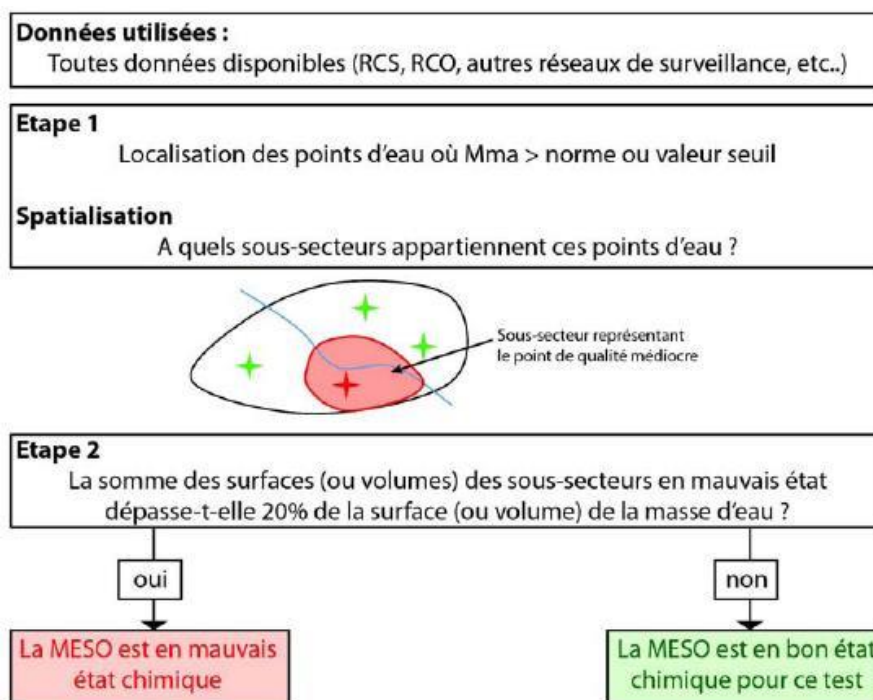 Données utilisées :
Toutes données disponibles (RCS, RCO, autres réseaux de surveillance, etc..)
Etape 1
Localisation des points d'eau où Mma > norme ou valeur seuil
Spatialisation
A quels sous-secteurs appartiennent ces points d'eau ?
Sous-secteur représentant
le point de qualité médiocre
Etape 2
La somme des surfaces (ou volumes) des sous-secteurs en mauvais état
dépasse-t-elle 20% de la surface (ou volume) de la masse d'eau ?
oui
non
La MESO est en mauvais
état chimique
La MESO est en bon état
chimique pour ce test